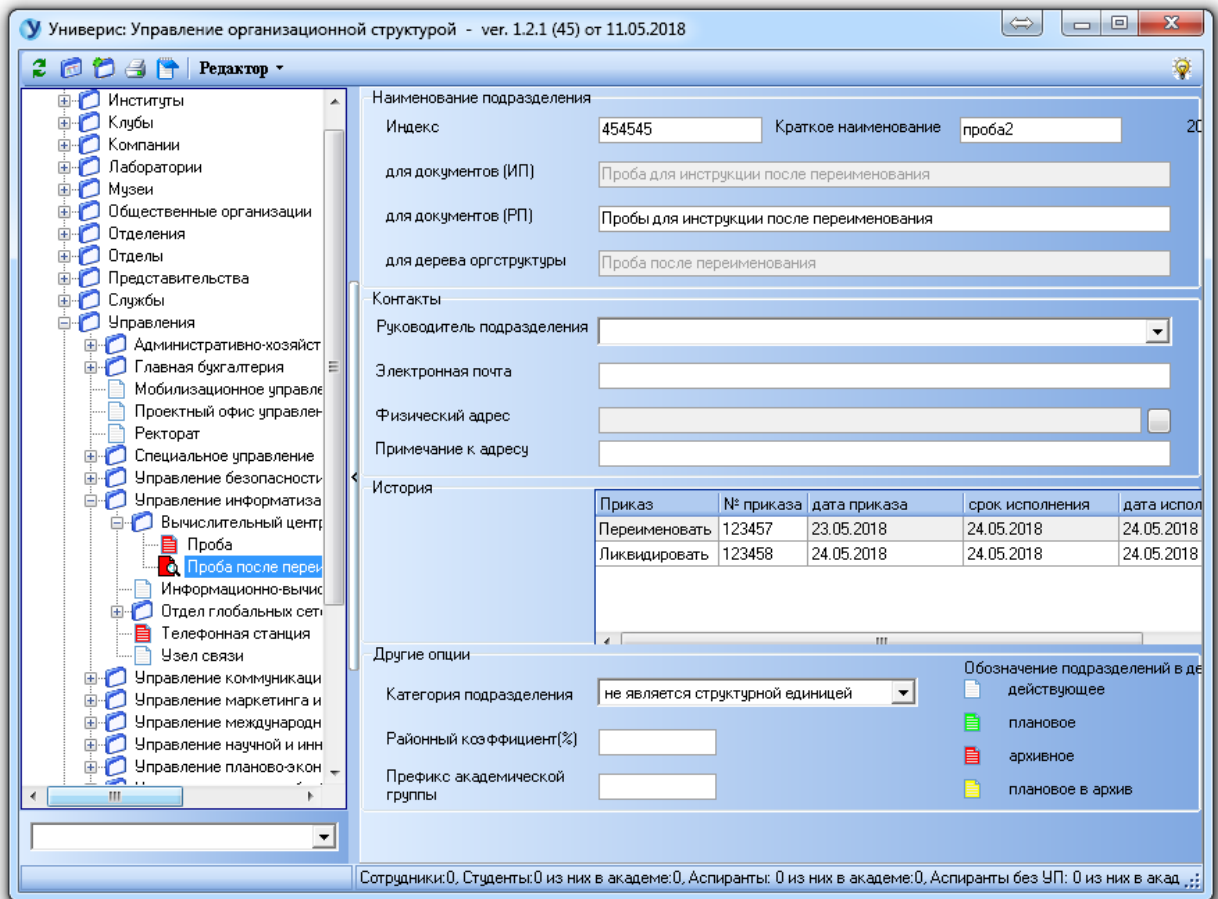 Универис: Управление организационной структурой - ver. 1.2.1 (45) от 11.05.2018
Редактор
Институты
Клубы
Компании
Лаборатории
Музеи
Общественные организации
Отделения
Отделы
Представительства
Службы
Управления
Административно-хозяйст
Главная бухгалтерия
Мобилизационное управле
Проектный офис управлен
Ректорат
Специальное управление
Управление безопасности
Управление информатиза
Вычислительный центр
Проба
Проба после переи
Информационно-вычис
Отдел глобальных сет
Телефонная станция
Узел связи
Управление коммуникаци
Управление маркетинга и
Управление международн
Управление научной и инн
Управление планово-экон
Наименование подразделения
Индекс 454545 Краткое наименование проба2 20
для документов (ИП) Проба для инструкции после переименования
для документов (РП) Пробы для инструкции после переименования
для дерева оргструктуры Проба после переименования
Контакты
Руководитель подразделения
Электронная почта
Физический адрес
Примечание к адресу
История
Приказ № приказа дата приказа срок исполнения дата испол
Переименовать 123457 23.05.2018 24.05.2018 24.05.2018
Ликвидировать 123458 24.05.2018 24.05.2018 24.05.2018
Другие опции
Категория подразделения не является структурной единицей
Районный коэффициент(%)
Префикс академической
группы
Обозначение подразделений в де
действующее
плановое
архивное
плановое в архив
Сотрудники:0, Студенты:0 из них в академе:0, Аспиранты: 0 из них в академе:0, Аспиранты без УП: 0 из них в акад